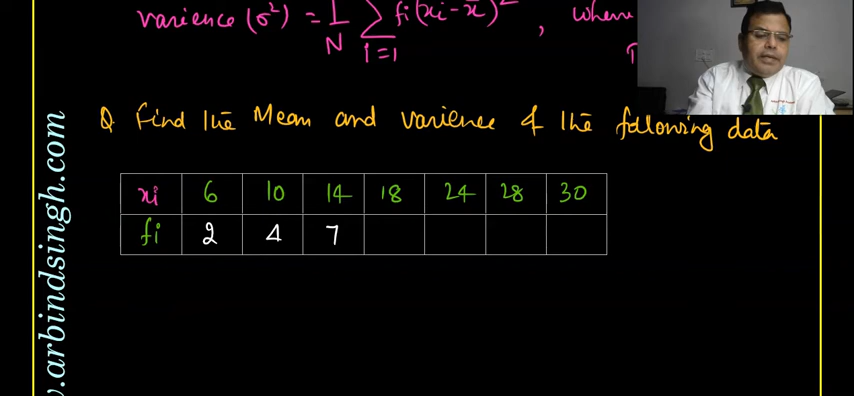 varience (σ²) = 1/N ∑ i=1 fi(xi - x̄)², where
Q Find the Mean and varience of the following data
xi 6 10 14 18 24 28 30
fi 2 4 7
.arbindsingh.com